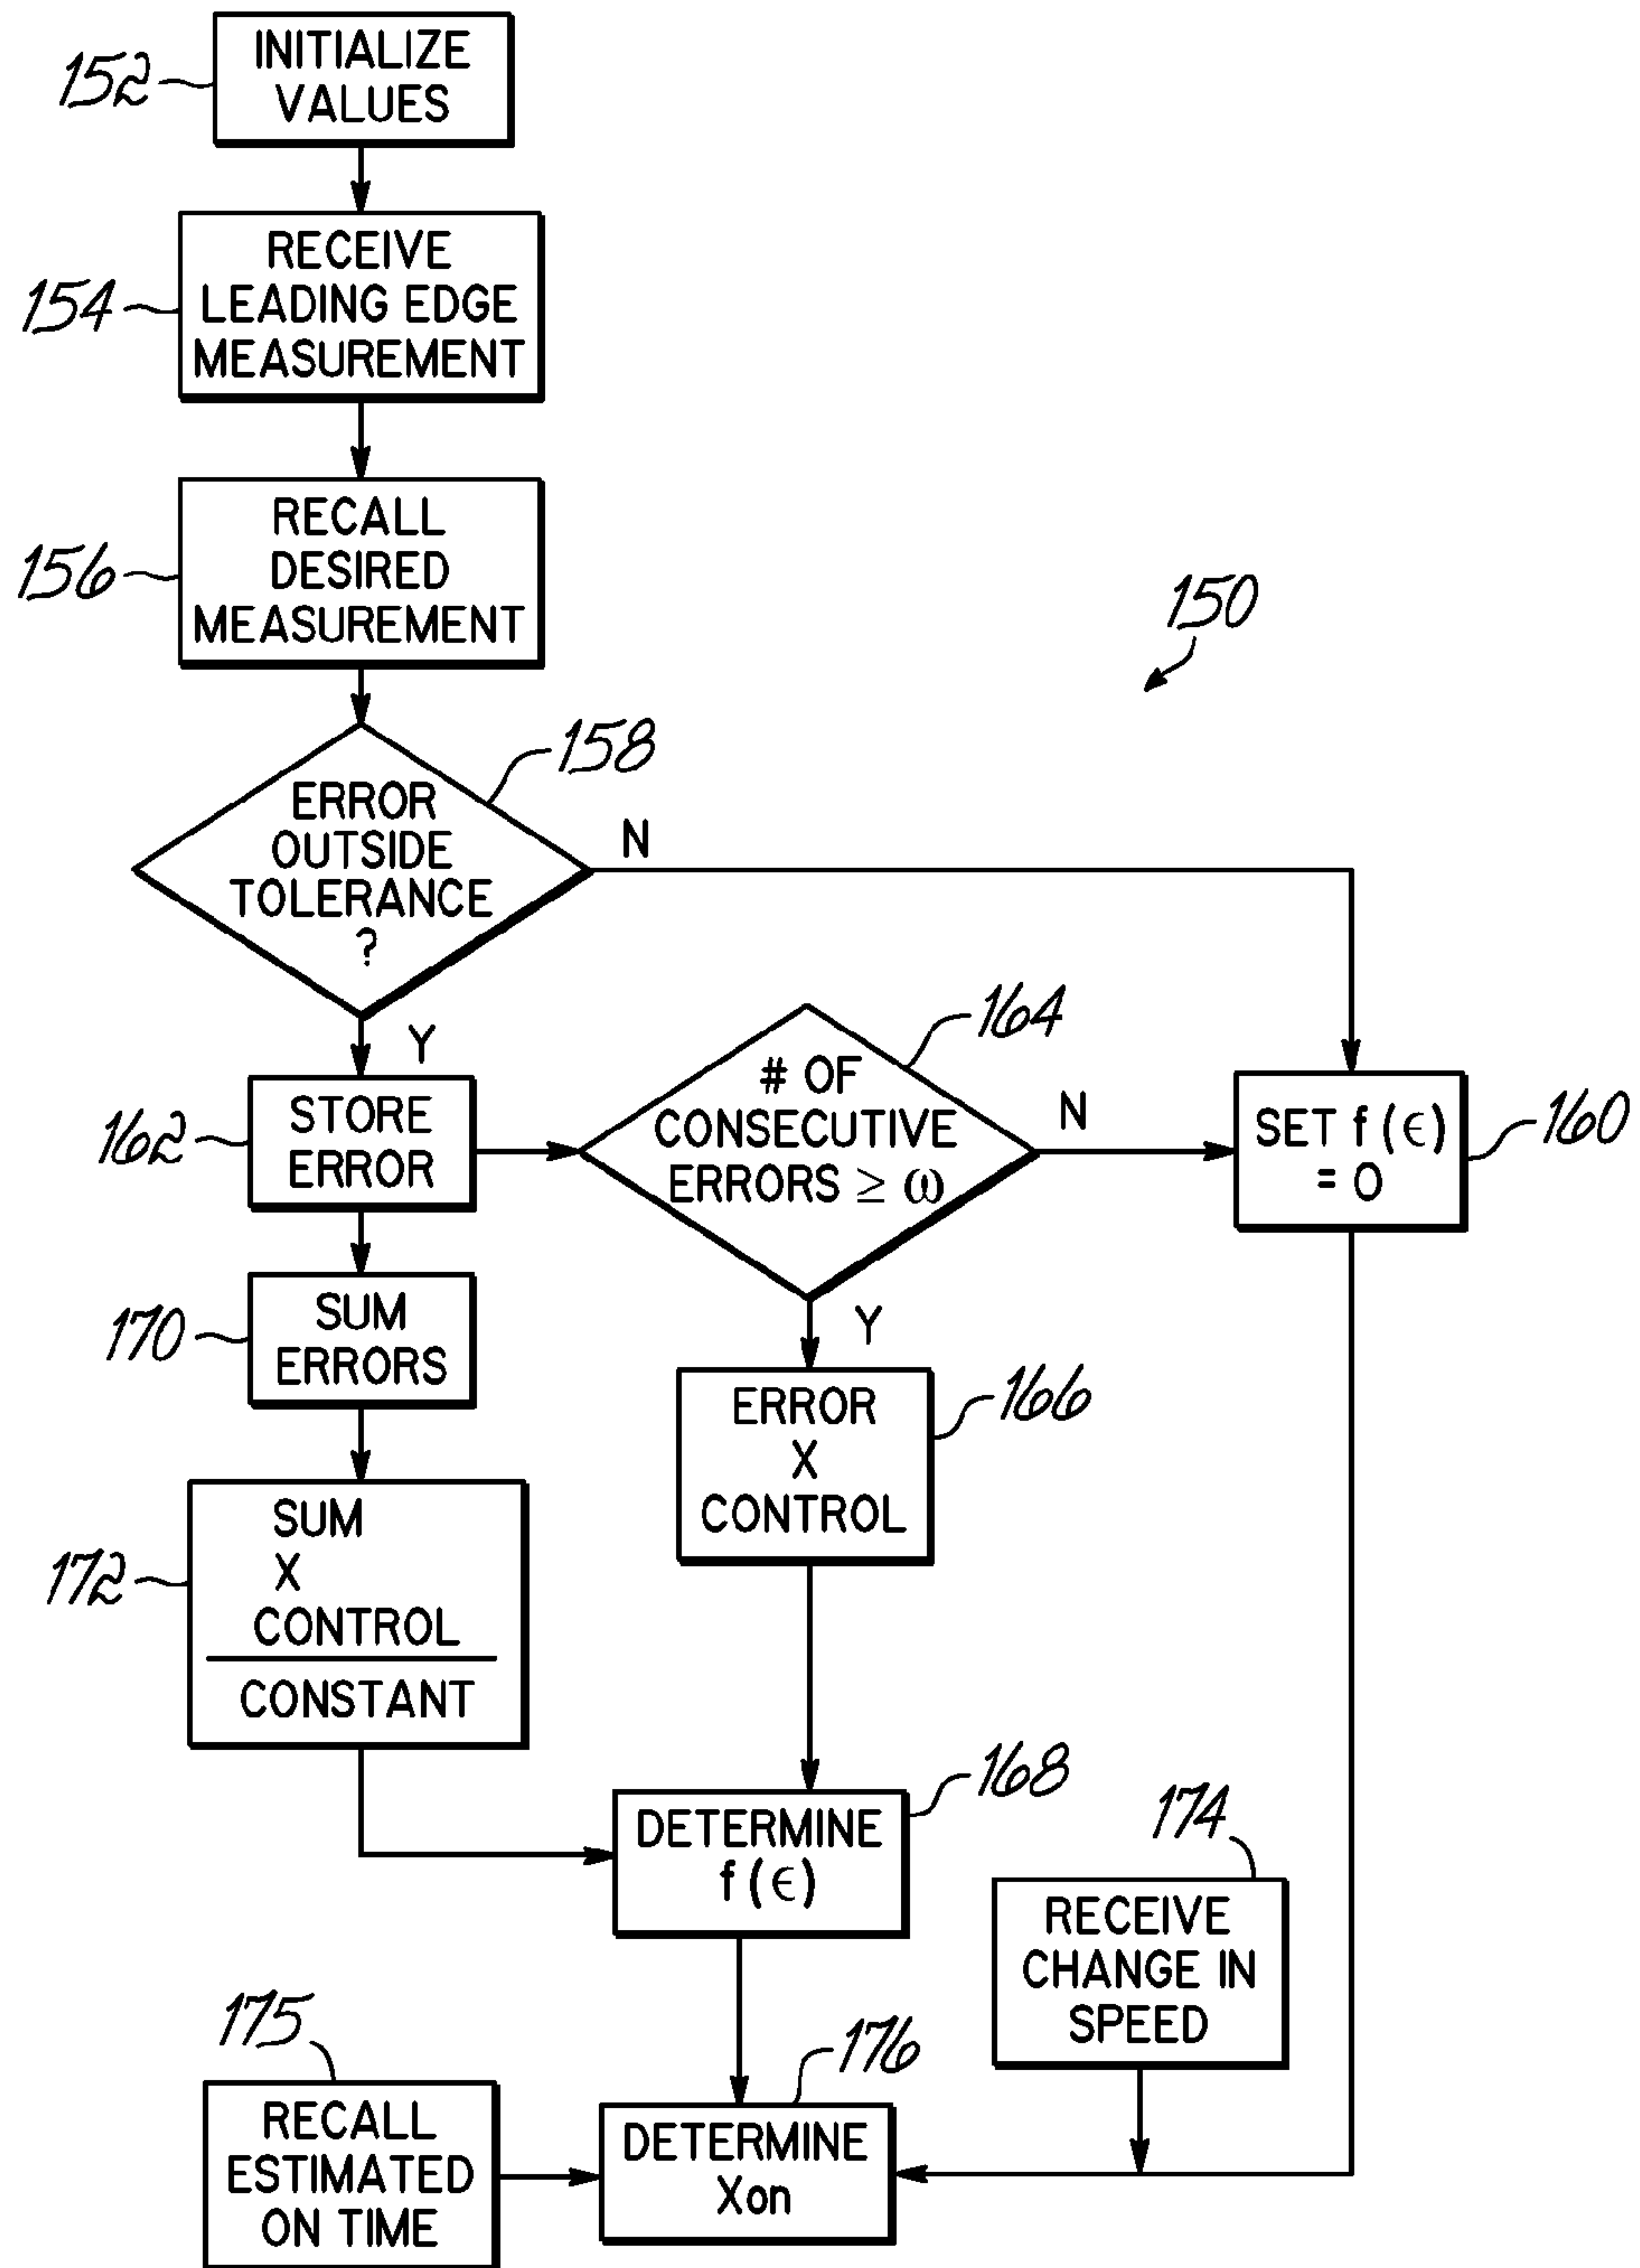 152
INITIALIZE
VALUES
154
RECEIVE
LEADING EDGE
MEASUREMENT
156
RECALL
DESIRED
MEASUREMENT
150
158
ERROR
OUTSIDE
TOLERANCE
?
N
Y
164
# OF
CONSECUTIVE
ERRORS ≥ ω
N
Y
162
STORE
ERROR
SET f(ϵ)
= 0
160
170
SUM
ERRORS
ERROR
X
CONTROL
166
172
SUM
X
CONTROL
CONSTANT
168
DETERMINE
f(ϵ)
174
RECEIVE
CHANGE IN
SPEED
175
RECALL
ESTIMATED
ON TIME
176
DETERMINE
Xon